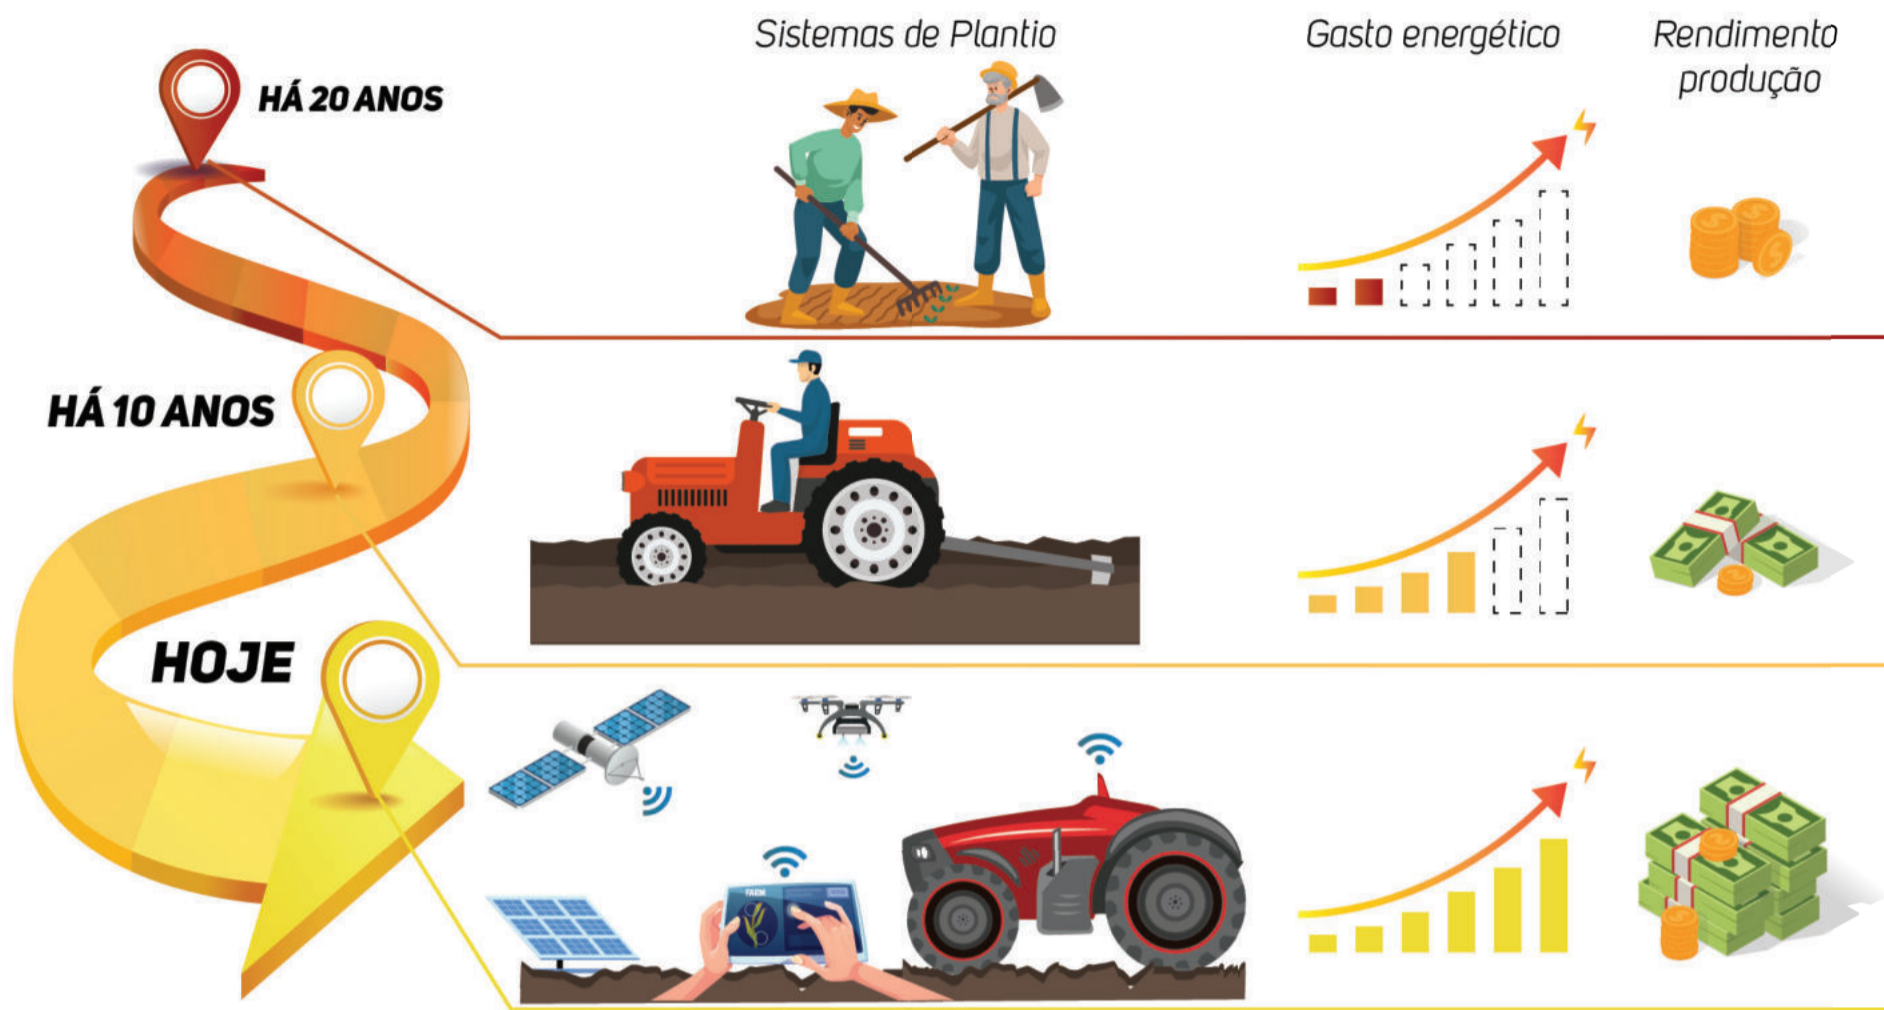 Sistemas de Plantio
Gasto energético
Rendimento
produção
HÁ 20 ANOS
HÁ 10 ANOS
HOJE
FARM